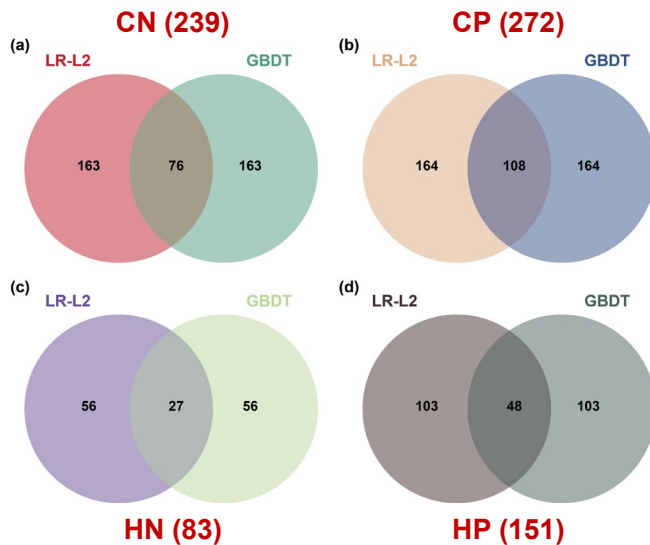 CN (239)
CP (272)
(a)
LR-L2
GBDT
163
76
163
(b)
LR-L2
GBDT
164
108
164
(c)
LR-L2
GBDT
56
27
56
(d)
LR-L2
GBDT
103
48
103
HN (83)
HP (151)